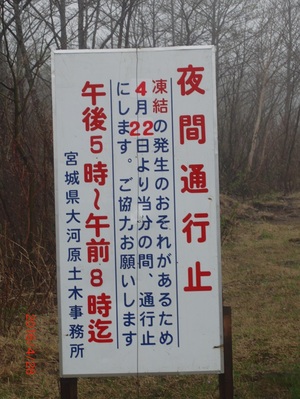 夜間通行止
凍結の発生のおそれがあるため
4月22日より当分の間、通行止
にします。ご協力お願いします
午後5時～午前8時迄
宮城県大河原土木事務所